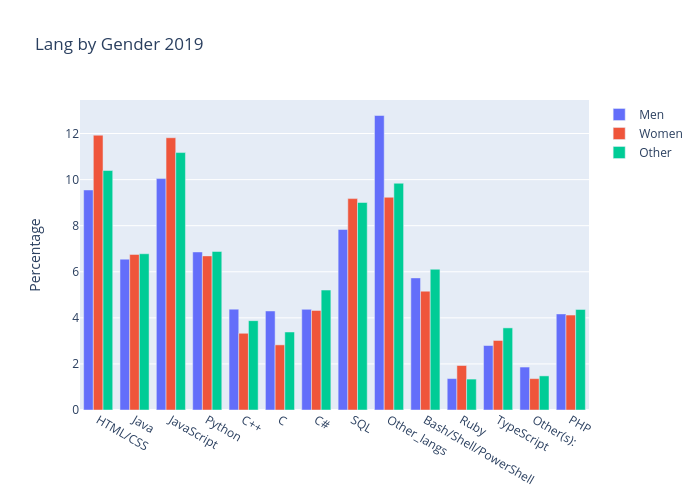 Lang by Gender 2019
Men
Women
Other
Percentage
12
10
8
6
4
2
0
HTML/CSS
Java
JavaScript
Python
C++
C
C#
SQL
Other_langs
Bash/Shell/PowerShell
Ruby
TypeScript
Other(s):
PHP